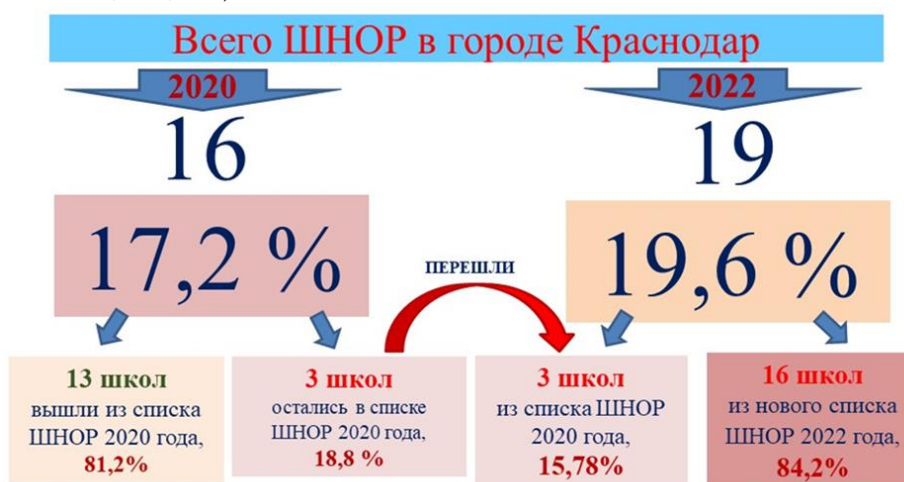 Всего ШНОР в городе Краснодар
2020
2022
16
19
17,2 %
19,6 %
ПЕРЕШЛИ
13 школ
вышли из списка
ШНОР 2020 года,
81,2%
3 школ
остались в списке
ШНОР 2020 года,
18,8 %
3 школ
из списка ШНОР
2020 года,
15,78%
16 школ
из нового списка
ШНОР 2022 года,
84,2%